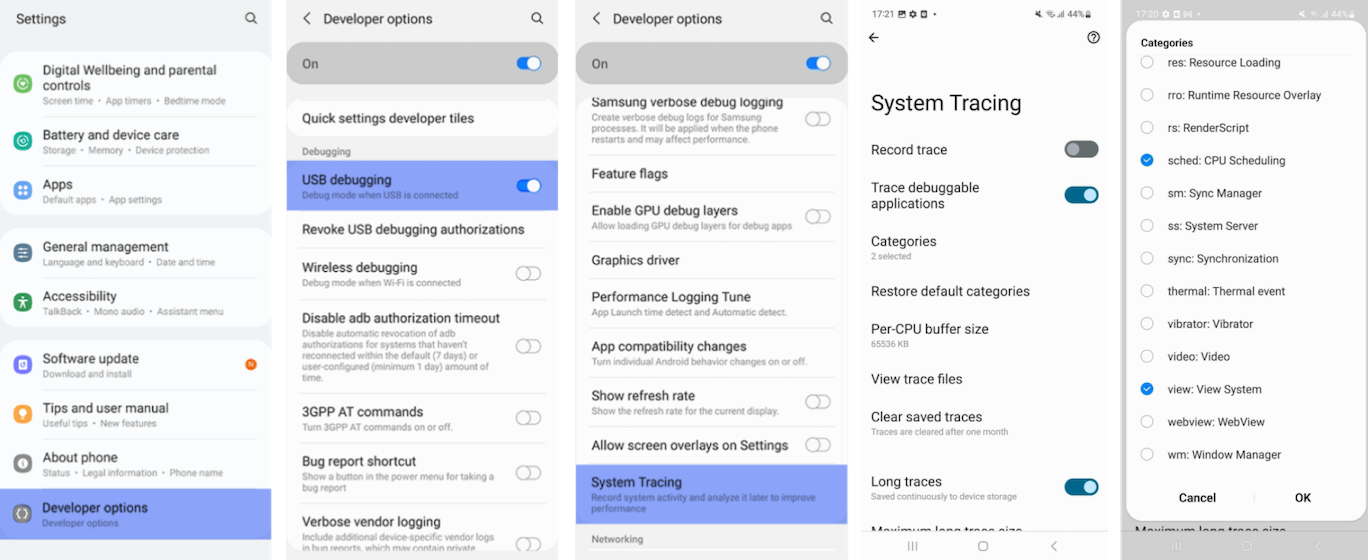 Settings
Digital Wellbeing and parental
controls
Screen time • App timers • Bedtime mode
Battery and device care
Storage • Memory • Device protection
Apps
Default apps • App settings
General management
Language and keyboard • Date and time
Accessibility
TalkBack • Mono audio • Assistant menu
Software update
Download and install
N
Tips and user manual
Useful tips • New features
About phone
Status • Legal information • Phone name
Developer options
Developer options
Developer options
On
Quick settings developer tiles
Debugging
USB debugging
Debug mode when USB is connected
Revoke USB debugging authorizations
Wireless debugging
Debug mode when Wi-Fi is connected
Disable adb authorization timeout
Disable automatic revocation of adb
authorizations for systems that haven't
reconnected within the default (7 days) or
user-configured (minimum 1 day) amount of
time.
3GPP AT commands
Turn 3GPP AT commands on or off.
Bug report shortcut
Show a button in the power menu for taking a
bug report
Verbose vendor logging
Include additional device-specific vendor logs
in bug reports, which may contain private
Developer options
On
Samsung verbose debug logging
Create verbose debug logs for Samsung
processes. It will be applied when the phone
restarts and may affect performance.
Feature flags
Enable GPU debug layers
Allow loading GPU debug layers for debug apps
Graphics driver
Performance Logging Tune
App Launch time detect and Automatic detect.
App compatibility changes
Turn individual Android behavior changes on or off.
Show refresh rate
Show the refresh rate for the current display.
Allow screen overlays on Settings
System Tracing
Record system activity and analyze it later to improve
performance
Networking
17:21 • 44%
System Tracing
Record trace
Trace debuggable
applications
Categories
2 selected
Restore default categories
Per-CPU buffer size
65536 KB
View trace files
Clear saved traces
Traces are cleared after one month
Long traces
Saved continuously to device storage
Maximum long trace size
17:20 • 44%
Categories
res: Resource Loading
rro: Runtime Resource Overlay
rs: RenderScript
sched: CPU Scheduling
sm: Sync Manager
ss: System Server
sync: Synchronization
thermal: Thermal event
vibrator: Vibrator
video: Video
view: View System
webview: WebView
wm: Window Manager
Cancel
OK
Maximum long trace size